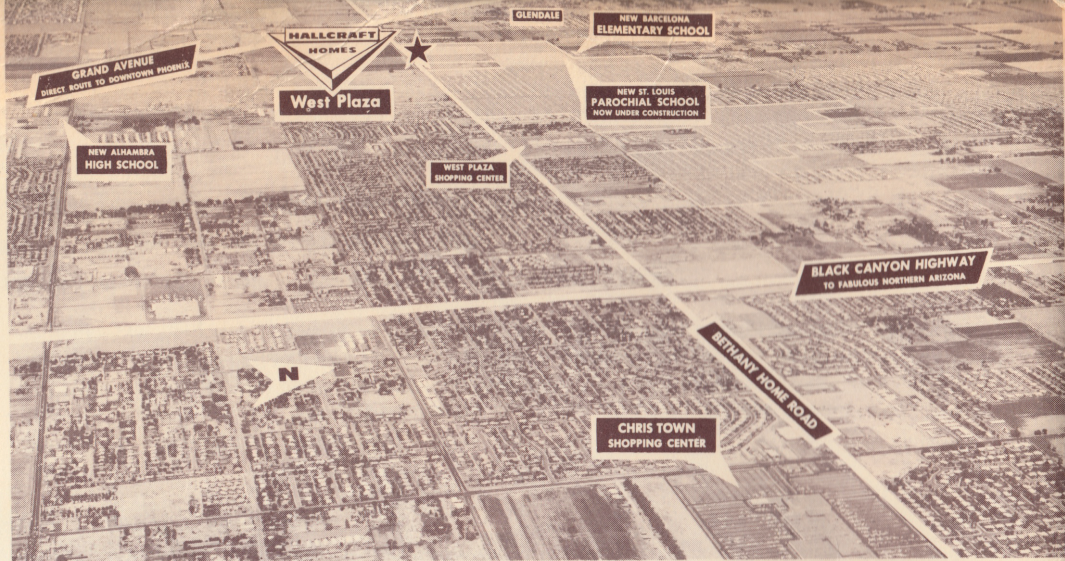 GLENDALE
NEW BARCELONA
ELEMENTARY SCHOOL
HALLCRAFT
HOMES
West Plaza
GRAND AVENUE
DIRECT ROUTE TO DOWNTOWN PHOENIX
NEW ST. LOUIS
PAROCHIAL SCHOOL
NOW UNDER CONSTRUCTION
NEW ALHAMBRA
HIGH SCHOOL
WEST PLAZA
SHOPPING CENTER
BLACK CANYON HIGHWAY
TO FABULOUS NORTHERN ARIZONA
N
BETHANY HOME ROAD
CHRIS TOWN
SHOPPING CENTER